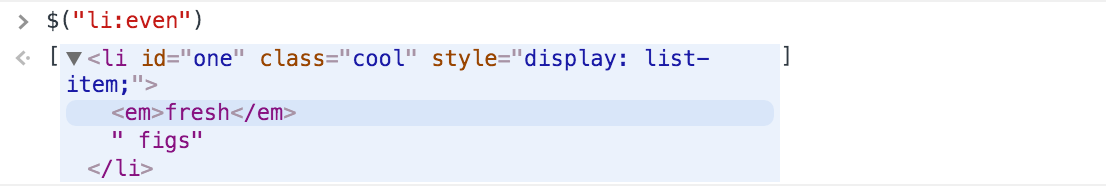 > $("li:even")
<· [▼<li id="one" class="cool" style="display: list-]
item;">
<em>fresh</em>
" figs"
</li>